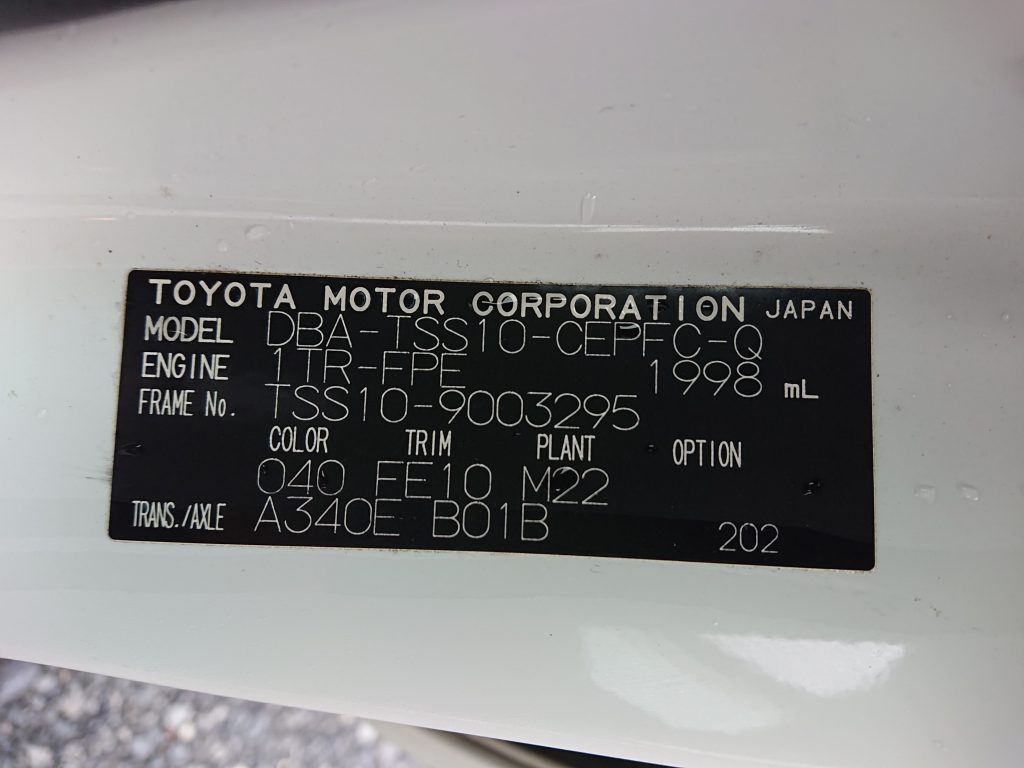 TOYOTA MOTOR CORPORATION JAPAN
MODEL DBA-TSS10-CEPFC-Q
ENGINE 1TR-FPE 1998 mL
FRAME No. TSS10-9003295
COLOR TRIM PLANT OPTION
040 FE10 M22
TRANS./AXLE A340E B01B 202